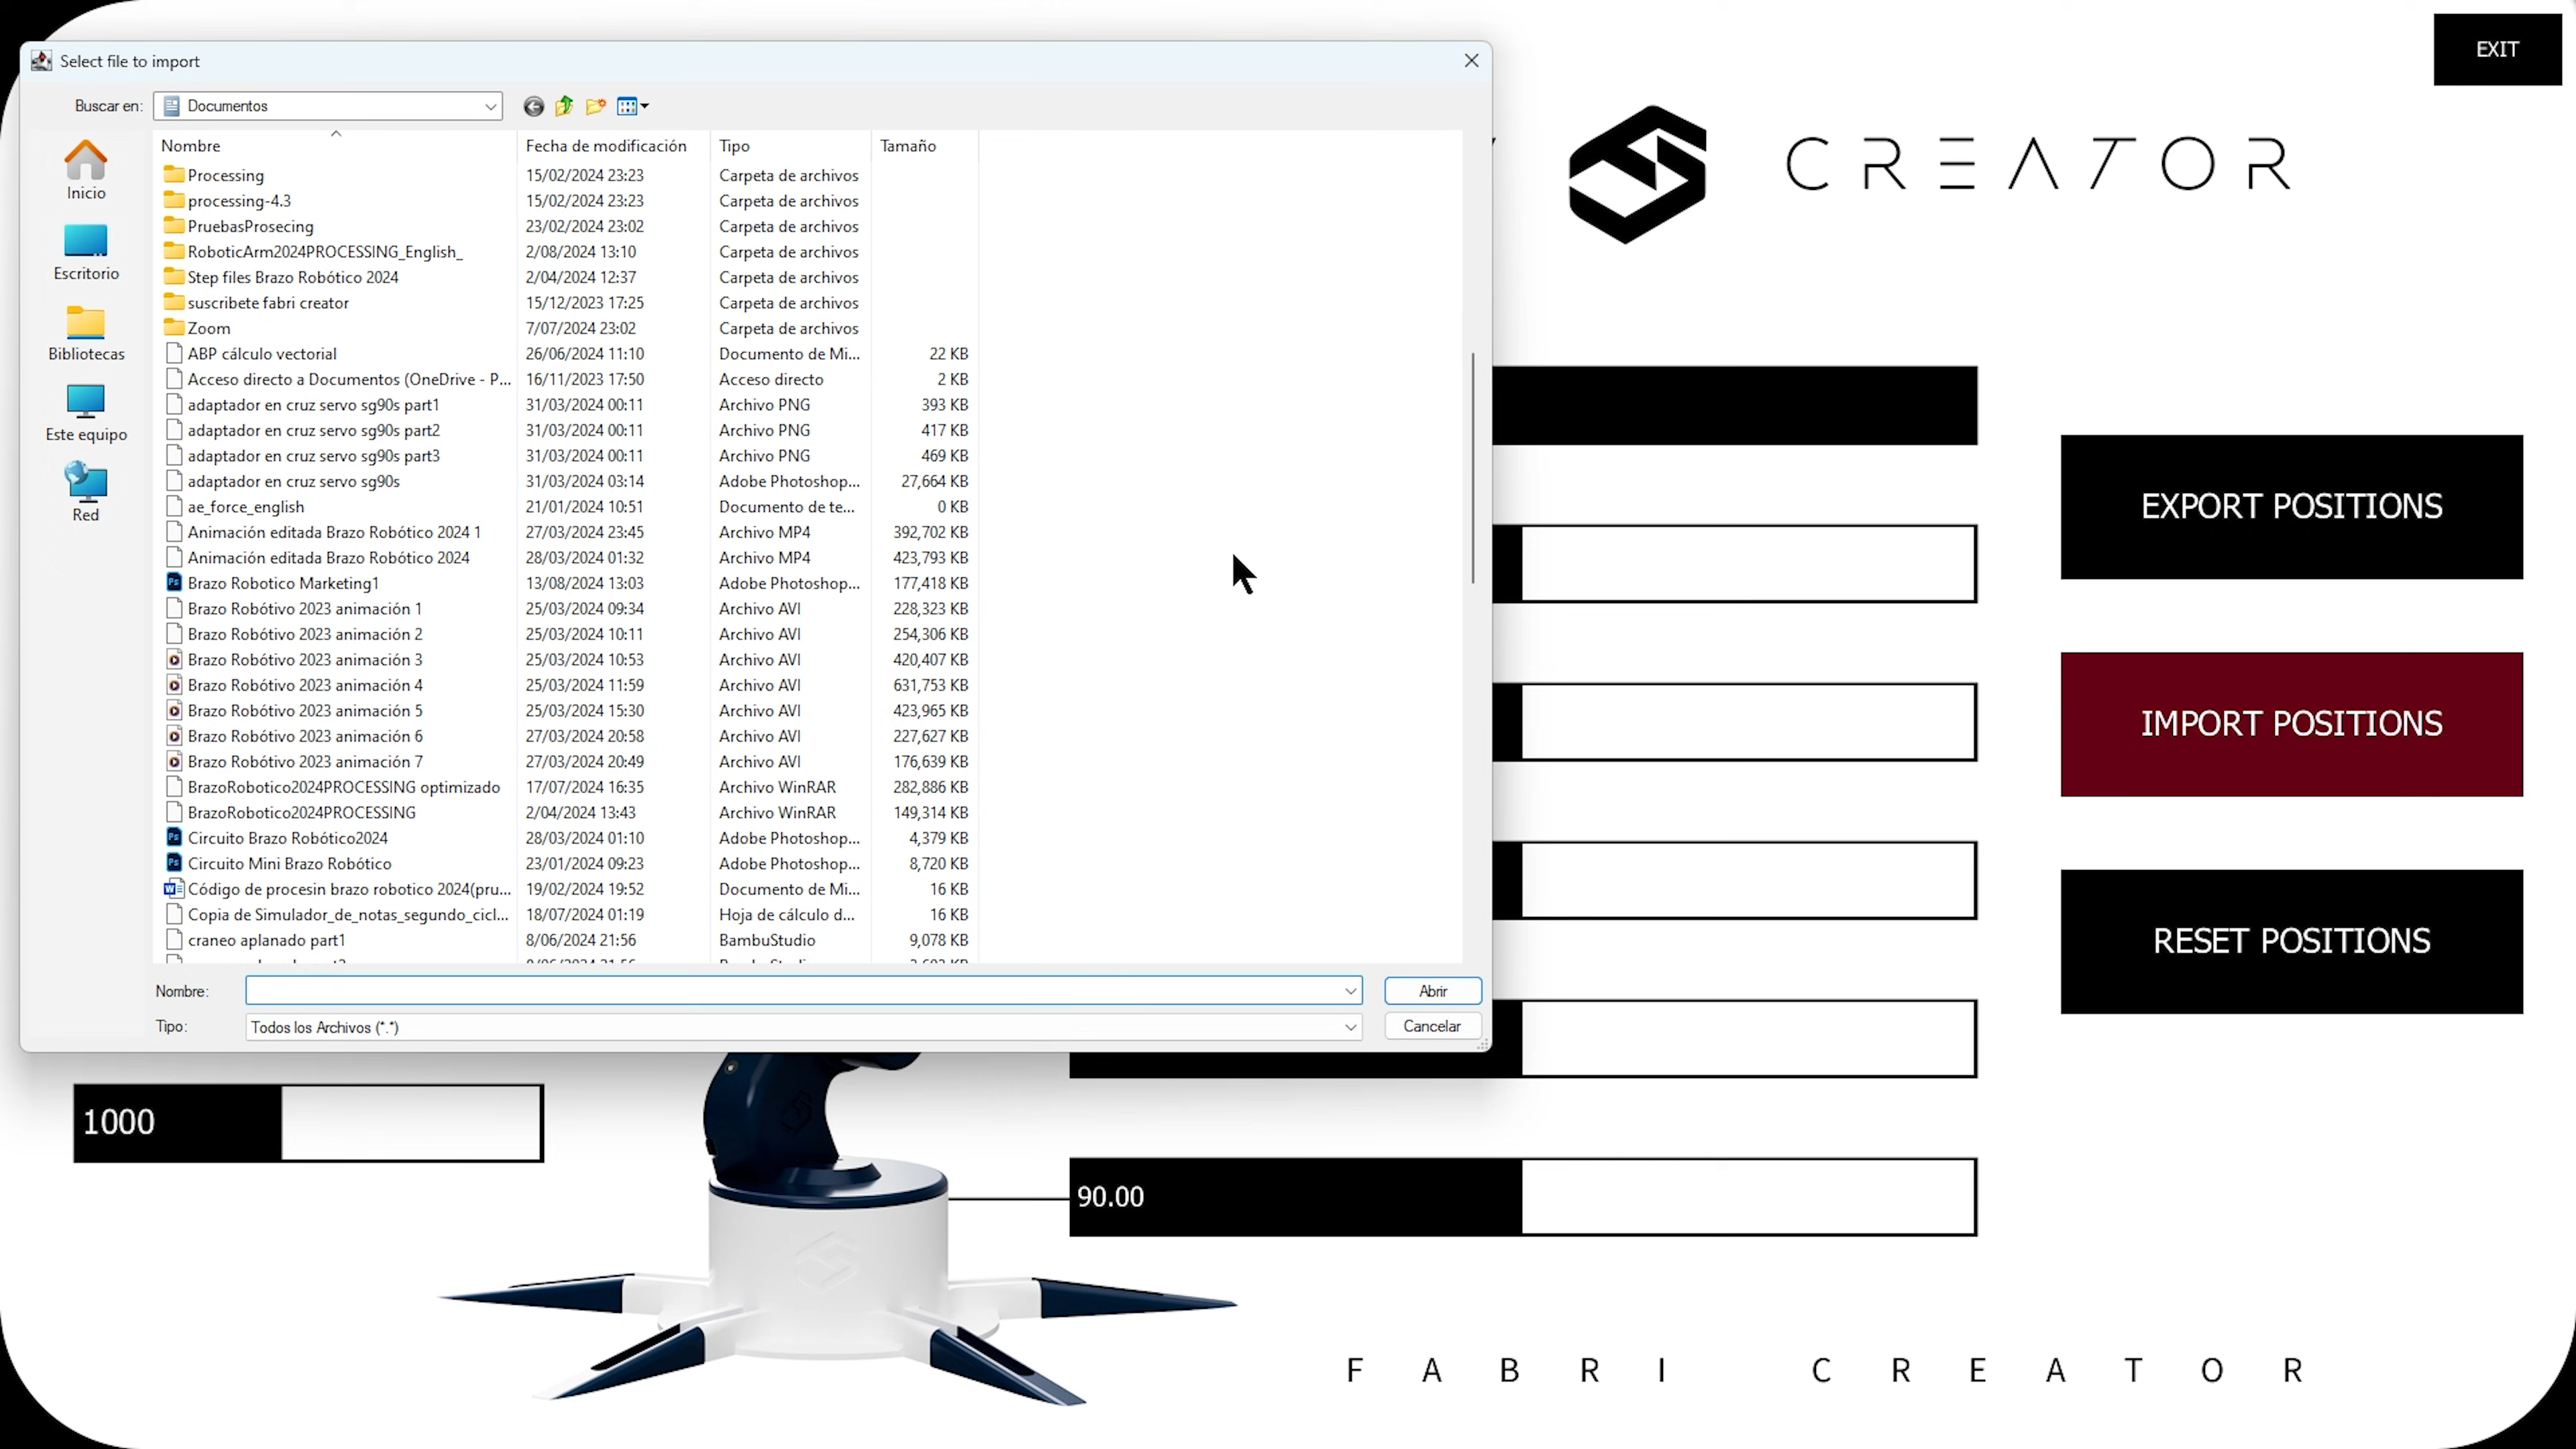 Select file to import
EXIT
Buscar en: Documentos
CREATOR
Inicio
Escritorio
Bibliotecas
Este equipo
Red
Nombre Fecha de modificación Tipo Tamaño
Processing 15/02/2024 23:23 Carpeta de archivos
processing-4.3 15/02/2024 23:23 Carpeta de archivos
PruebasProsecing 23/02/2024 23:02 Carpeta de archivos
RoboticArm2024PROCESSING_English_ 2/08/2024 13:10 Carpeta de archivos
Step files Brazo Robótico 2024 2/04/2024 12:37 Carpeta de archivos
suscribete fabri creator 15/12/2023 17:25 Carpeta de archivos
Zoom 7/07/2024 23:02 Carpeta de archivos
ABP cálculo vectorial 26/06/2024 11:10 Documento de Mi... 22 KB
Acceso directo a Documentos (OneDrive - P... 16/11/2023 17:50 Acceso directo 2 KB
adaptador en cruz servo sg90s part1 31/03/2024 00:11 Archivo PNG 393 KB
adaptador en cruz servo sg90s part2 31/03/2024 00:11 Archivo PNG 417 KB
adaptador en cruz servo sg90s part3 31/03/2024 00:11 Archivo PNG 469 KB
adaptador en cruz servo sg90s 31/03/2024 03:14 Adobe Photoshop... 27,664 KB
ae_force_english 21/01/2024 10:51 Documento de te... 0 KB
Animación editada Brazo Robótico 2024 1 27/03/2024 23:45 Archivo MP4 392,702 KB
Animación editada Brazo Robótico 2024 28/03/2024 01:32 Archivo MP4 423,793 KB
Brazo Robotico Marketing1 13/08/2024 13:03 Adobe Photoshop... 177,418 KB
Brazo Robótivo 2023 animación 1 25/03/2024 09:34 Archivo AVI 228,323 KB
Brazo Robótivo 2023 animación 2 25/03/2024 10:11 Archivo AVI 254,306 KB
Brazo Robótivo 2023 animación 3 25/03/2024 10:53 Archivo AVI 420,407 KB
Brazo Robótivo 2023 animación 4 25/03/2024 11:59 Archivo AVI 631,753 KB
Brazo Robótivo 2023 animación 5 25/03/2024 15:30 Archivo AVI 423,965 KB
Brazo Robótivo 2023 animación 6 27/03/2024 20:58 Archivo AVI 227,627 KB
Brazo Robótivo 2023 animación 7 27/03/2024 20:49 Archivo AVI 176,639 KB
BrazoRobotico2024PROCESSING optimizado 17/07/2024 16:35 Archivo WinRAR 282,886 KB
BrazoRobotico2024PROCESSING 2/04/2024 13:43 Archivo WinRAR 149,314 KB
Circuito Brazo Robótico2024 28/03/2024 01:10 Adobe Photoshop... 4,379 KB
Circuito Mini Brazo Robótico 23/01/2024 09:23 Adobe Photoshop... 8,720 KB
Código de procesin brazo robotico 2024(pru... 19/02/2024 19:52 Documento de Mi... 16 KB
Copia de Simulador_de_notas_segundo_cicl... 18/07/2024 01:19 Hoja de cálculo d... 16 KB
craneo aplanado part1 8/06/2024 21:56 BambuStudio 9,078 KB
Nombre: Abrir
Tipo: Todos los Archivos (*.*) Cancelar
EXPORT POSITIONS
IMPORT POSITIONS
RESET POSITIONS
1000
90.00
FABRI CREATOR